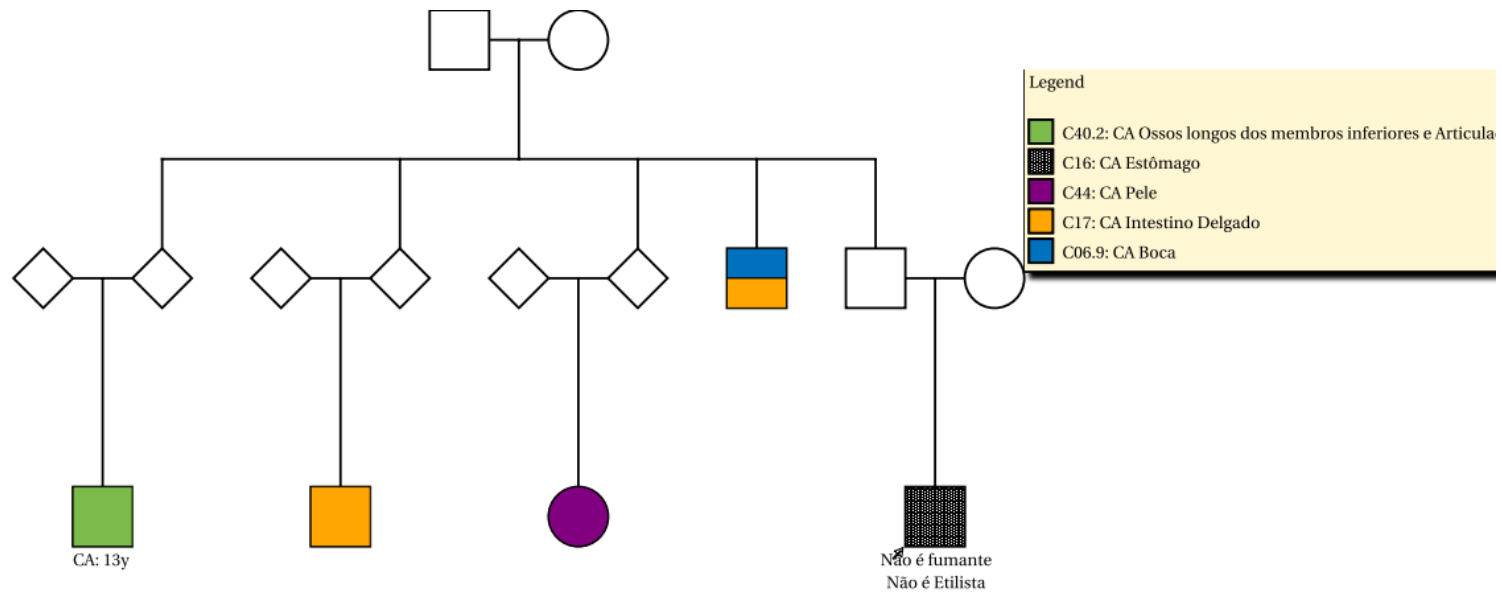 Legend
C40.2: CA Ossos longos dos membros inferiores e Articula
C16: CA Estômago
C44: CA Pele
C17: CA Intestino Delgado
C06.9: CA Boca
CA: 13y
Não é fumante
Não é Etilista